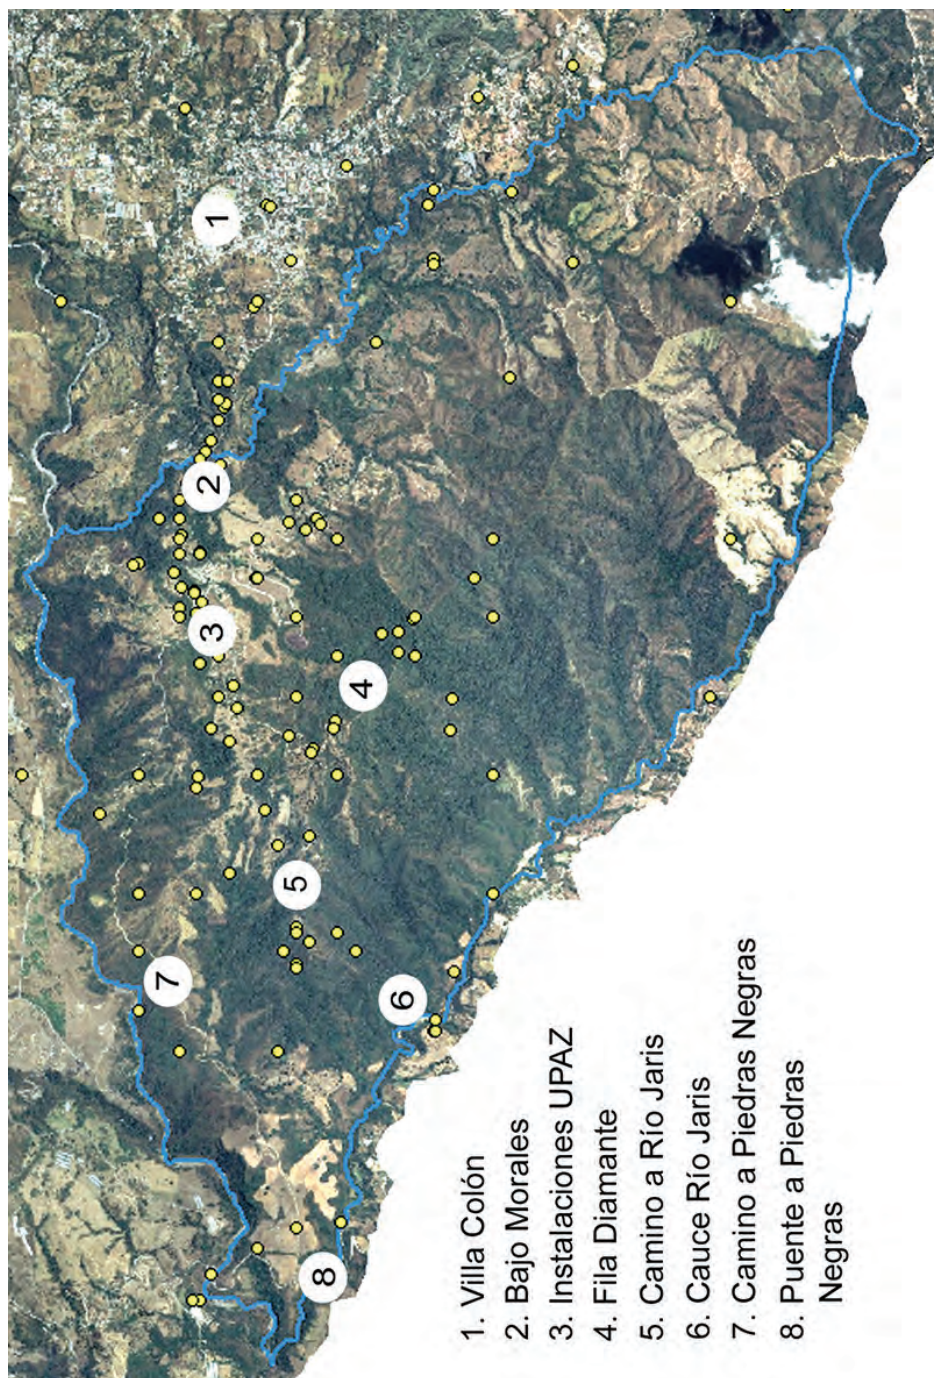 1
2
3
4
5
6
7
8
1. Villa Colón
2. Bajo Morales
3. Instalaciones UPAZ
4. Fila Diamante
5. Camino a Río Jaris
6. Cauce Río Jaris
7. Camino a Piedras Negras
8. Puente a Piedras
Negras